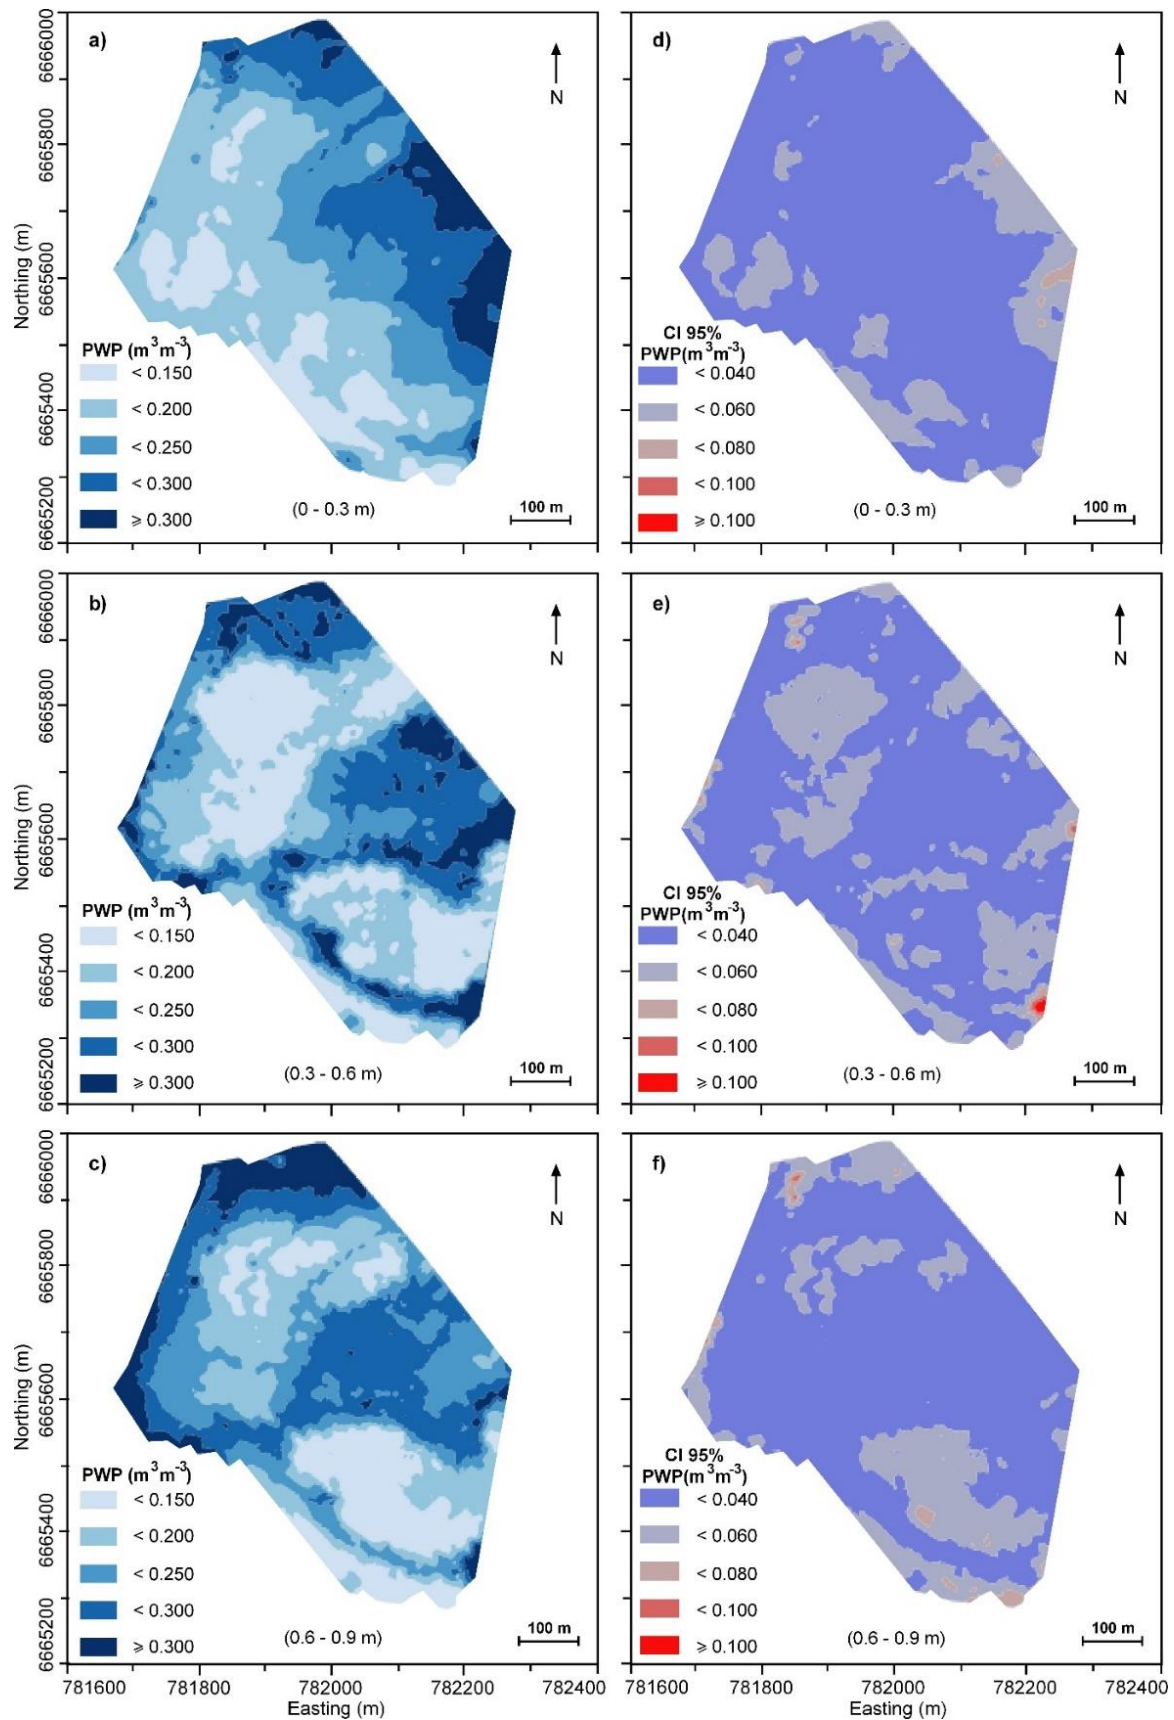 a)
N
6666000
6665800
6665600
6665400
6665200
Northing (m)
PWP (m³m⁻³)
< 0.150
< 0.200
< 0.250
< 0.300
⩾ 0.300
(0 - 0.3 m)
100 m
d)
N
CI 95%
PWP(m³m⁻³)
< 0.040
< 0.060
< 0.080
< 0.100
⩾ 0.100
(0 - 0.3 m)
100 m
b)
N
6666000
6665800
6665600
6665400
6665200
Northing (m)
PWP (m³m⁻³)
< 0.150
< 0.200
< 0.250
< 0.300
⩾ 0.300
(0.3 - 0.6 m)
100 m
e)
N
CI 95%
PWP(m³m⁻³)
< 0.040
< 0.060
< 0.080
< 0.100
⩾ 0.100
(0.3 - 0.6 m)
100 m
c)
N
6666000
6665800
6665600
6665400
6665200
Northing (m)
PWP (m³m⁻³)
< 0.150
< 0.200
< 0.250
< 0.300
⩾ 0.300
(0.6 - 0.9 m)
100 m
781600 781800 782000 782200 782400
Easting (m)
f)
N
CI 95%
PWP(m³m⁻³)
< 0.040
< 0.060
< 0.080
< 0.100
⩾ 0.100
(0.6 - 0.9 m)
100 m
781800 782000 782200 782400
Easting (m)